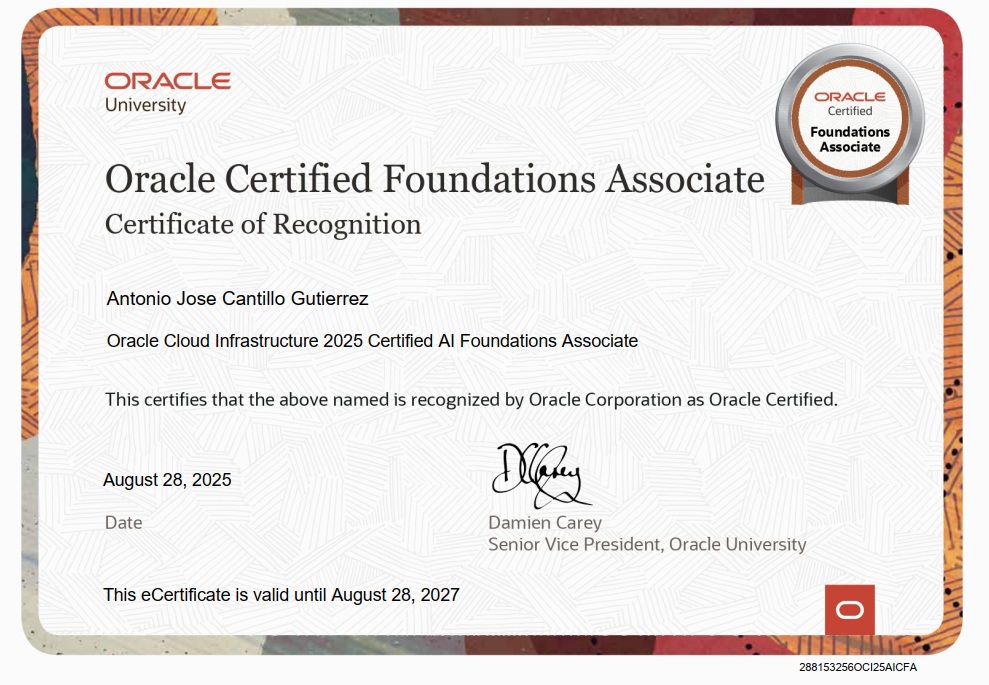 ORACLE
University
ORACLE
Certified
Foundations
Associate
Oracle Certified Foundations Associate
Certificate of Recognition
Antonio Jose Cantillo Gutierrez
Oracle Cloud Infrastructure 2025 Certified AI Foundations Associate
This certifies that the above named is recognized by Oracle Corporation as Oracle Certified.
August 28, 2025
Date
DCarey
Damien Carey
Senior Vice President, Oracle University
This eCertificate is valid until August 28, 2027
288153256OCI25AICFA